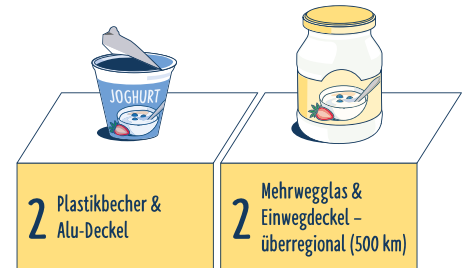 JOGHURT
2
Plastikbecher &
Alu-Deckel
2
Mehrwegglas &
Einwegdeckel –
überregional (500 km)